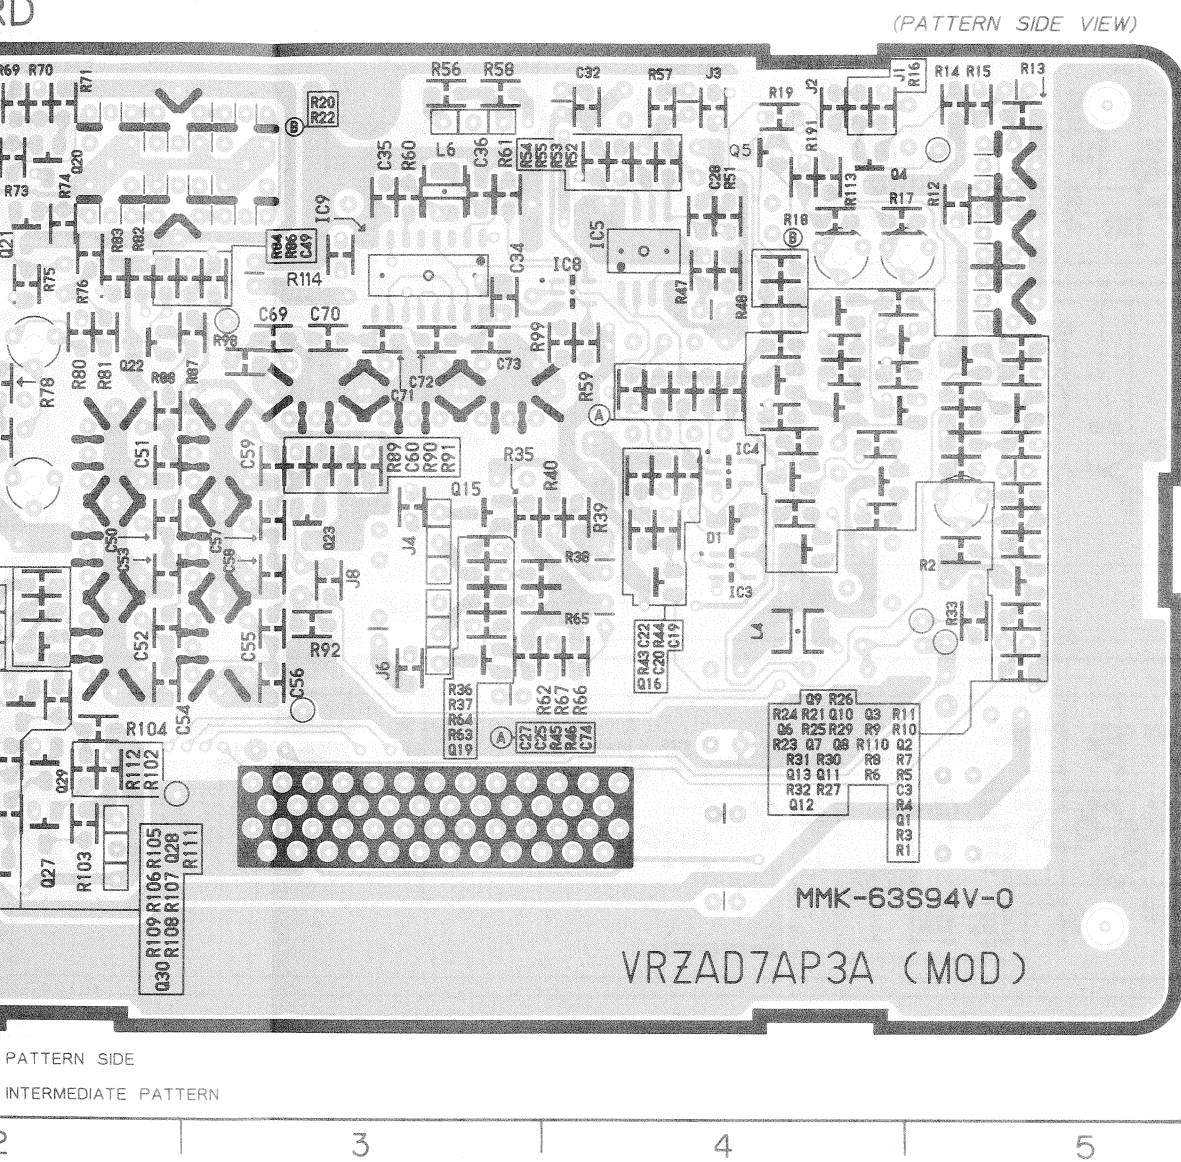 RD
(PATTERN SIDE VIEW)
R69 R70
R71
R20
R22
B
R56 R58
C32
R57 J3
R19
J2
J1
R16
R14 R15
R13
R73
R74
Q20
C35
R60
L6
C36
R61
R54
R55
R53
R52
Q5
R191
Q4
C28
R51
R113
R17
R12
R18
B
Q21
R83
R82
R84
R86
C49
IC9
R114
C34
IC5
IC8
R47
R48
R75
R76
C69 C70
R98
R99
C73
C72
C71
R59
A
R78
R80
R81
R88
R87
C51
C59
R89
C60
R90
R91
R35
R40
R39
Q15
IC4
D1
IC3
C50
C53
C57
C58
Q23
J4
J8
R38
R65
R2
R33
C52
C55
R92
J6
C56
C54
L4
R43 C22
C20 R44
Q16
C19
R36
R37
R64
R63
Q19
R62
R67
R66
A
C27
C25
R45
R46
C74
R104
R112
R102
Q29
Q27
R103
Q9 R26
R24 R21 Q10 Q3 R11
Q6 R25 R29 R9 R10
R23 Q7 Q8 R110 Q2
R31 R30 R8 R7
Q13 Q11 R6 R5
R32 R27 C3
Q12 R4
Q1
R3
R1
Q30 R109 R106 R105
R108 R107 Q28
R111
MMK-63S94V-0
VRZAD7AP3A (MOD)
PATTERN SIDE
INTERMEDIATE PATTERN
2 3 4 5